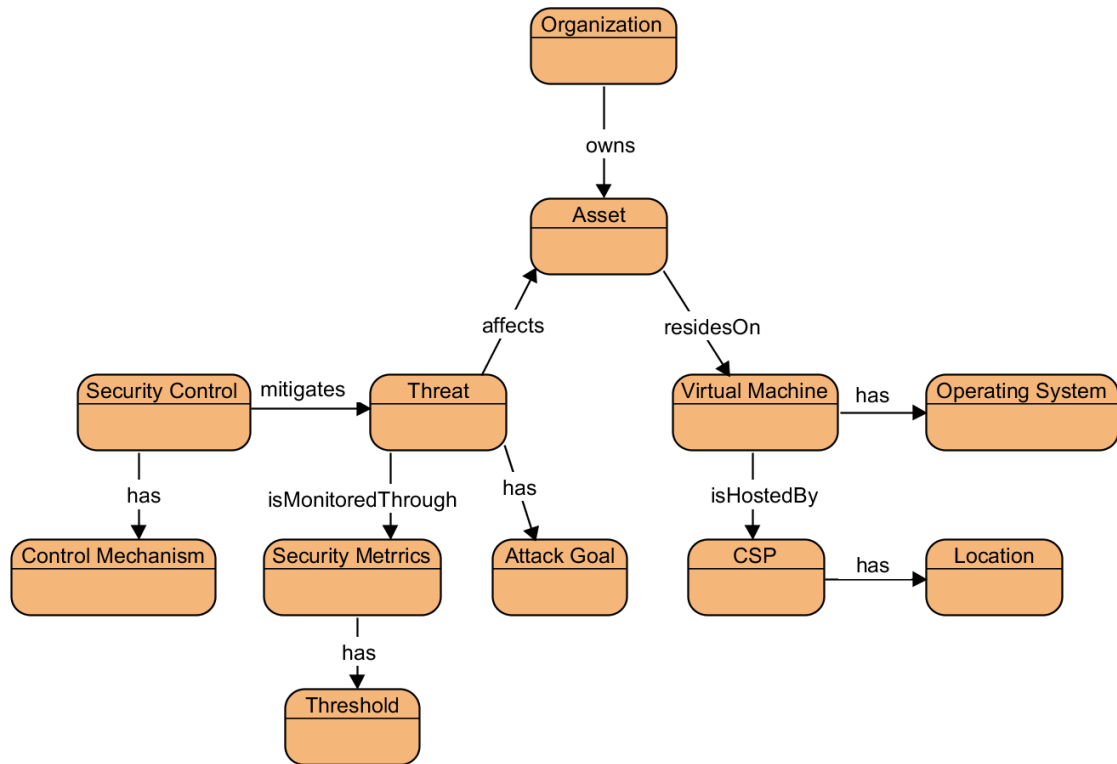 Organization
owns
Asset
affects
residesOn
Security Control
mitigates
Threat
Virtual Machine
has
Operating System
has
isMonitoredThrough
has
isHostedBy
Control Mechanism
Security Metrrics
Attack Goal
CSP
has
Location
has
Threshold